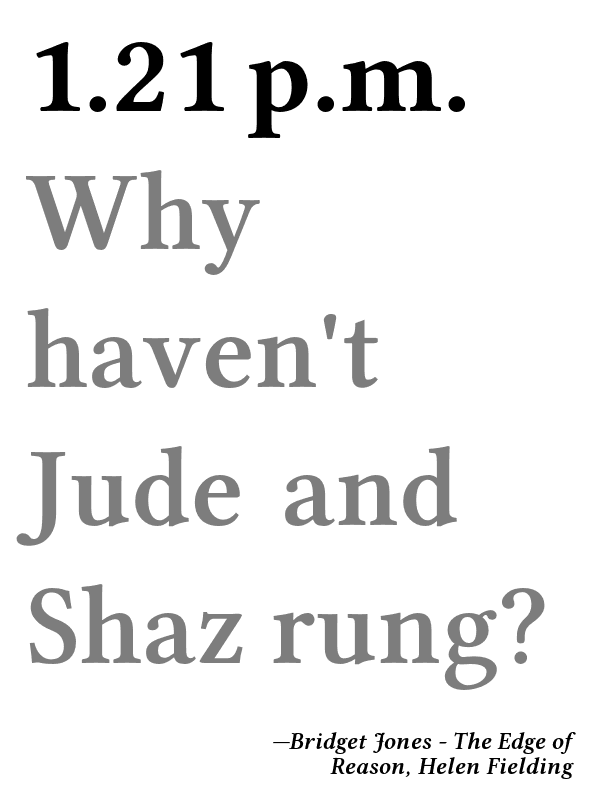 1.21 p.m.
Why
haven't
Jude and
Shaz rung?
—Bridget Jones - The Edge of
Reason, Helen Fielding